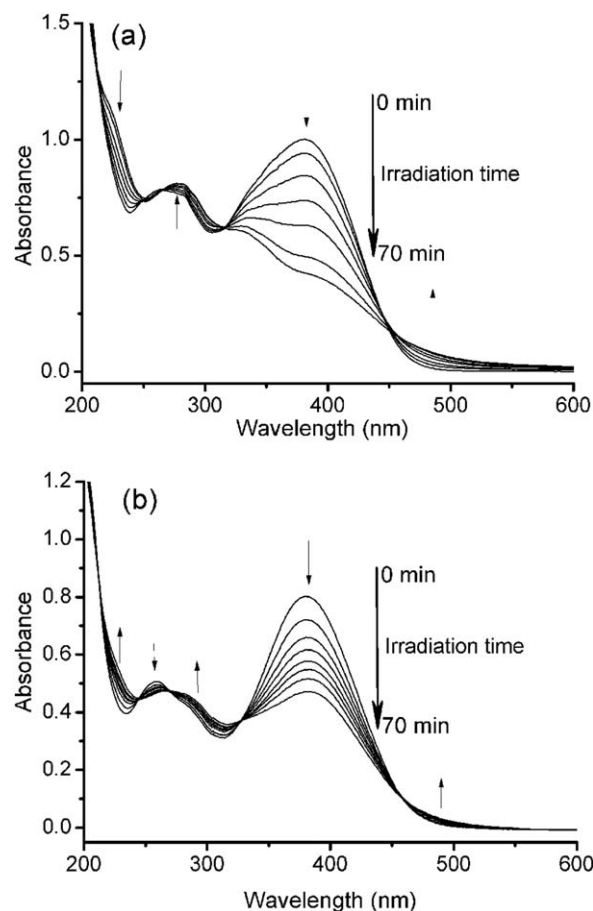 (a)
1.5
1.0
0.5
0.0
Absorbance
0 min
Irradiation time
70 min
200 300 400 500 600
Wavelength (nm)
(b)
1.2
1.0
0.8
0.6
0.4
0.2
0.0
Absorbance
0 min
Irradiation time
70 min
200 300 400 500 600
Wavelength (nm)